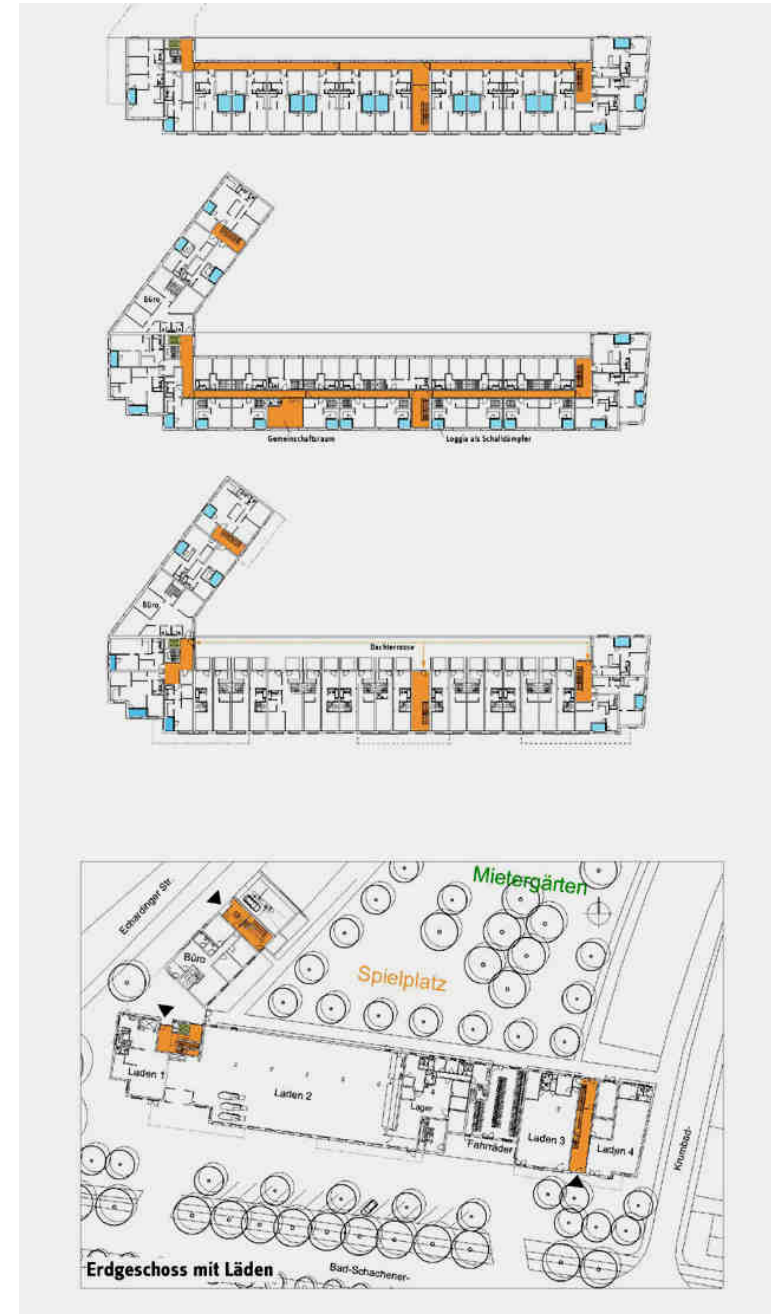 Büro
Gemeinschaftsraum
Loggia als Schalldämpfer
Büro
Dachterrasse
Mietergärten
Echardinger Str.
Büro
Spielplatz
Laden 1
Laden 2
Lager
Fahrräder
Laden 3
Laden 4
Krumbad-
Bad-Schachener-
Erdgeschoss mit Läden